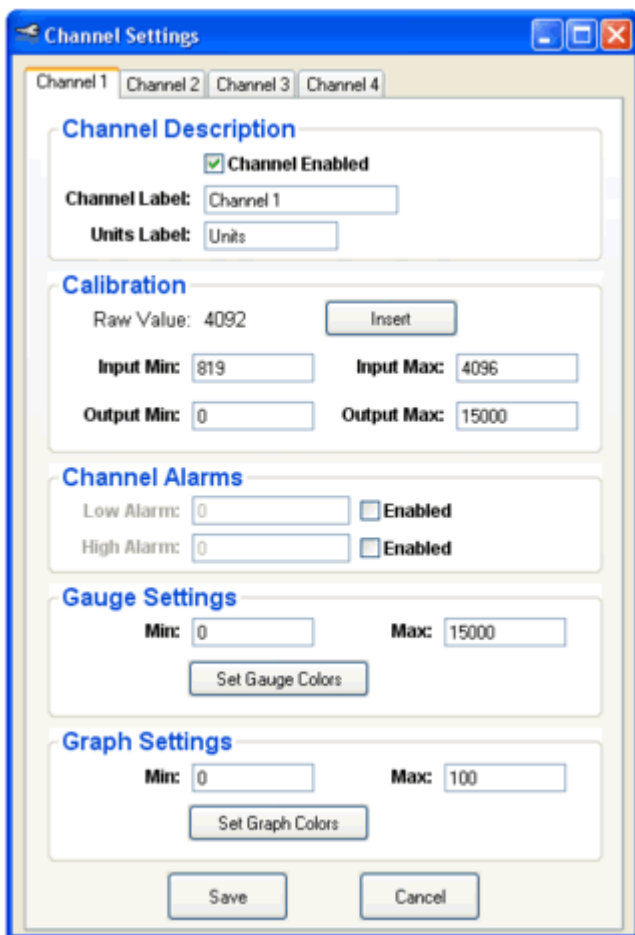 Channel Settings
Channel 1 Channel 2 Channel 3 Channel 4
Channel Description
Channel Enabled
Channel Label: Channel 1
Units Label: Units
Calibration
Raw Value: 4092 Insert
Input Min: 819 Input Max: 4096
Output Min: 0 Output Max: 15000
Channel Alarms
Low Alarm: 0 Enabled
High Alarm: 0 Enabled
Gauge Settings
Min: 0 Max: 15000
Set Gauge Colors
Graph Settings
Min: 0 Max: 100
Set Graph Colors
Save Cancel